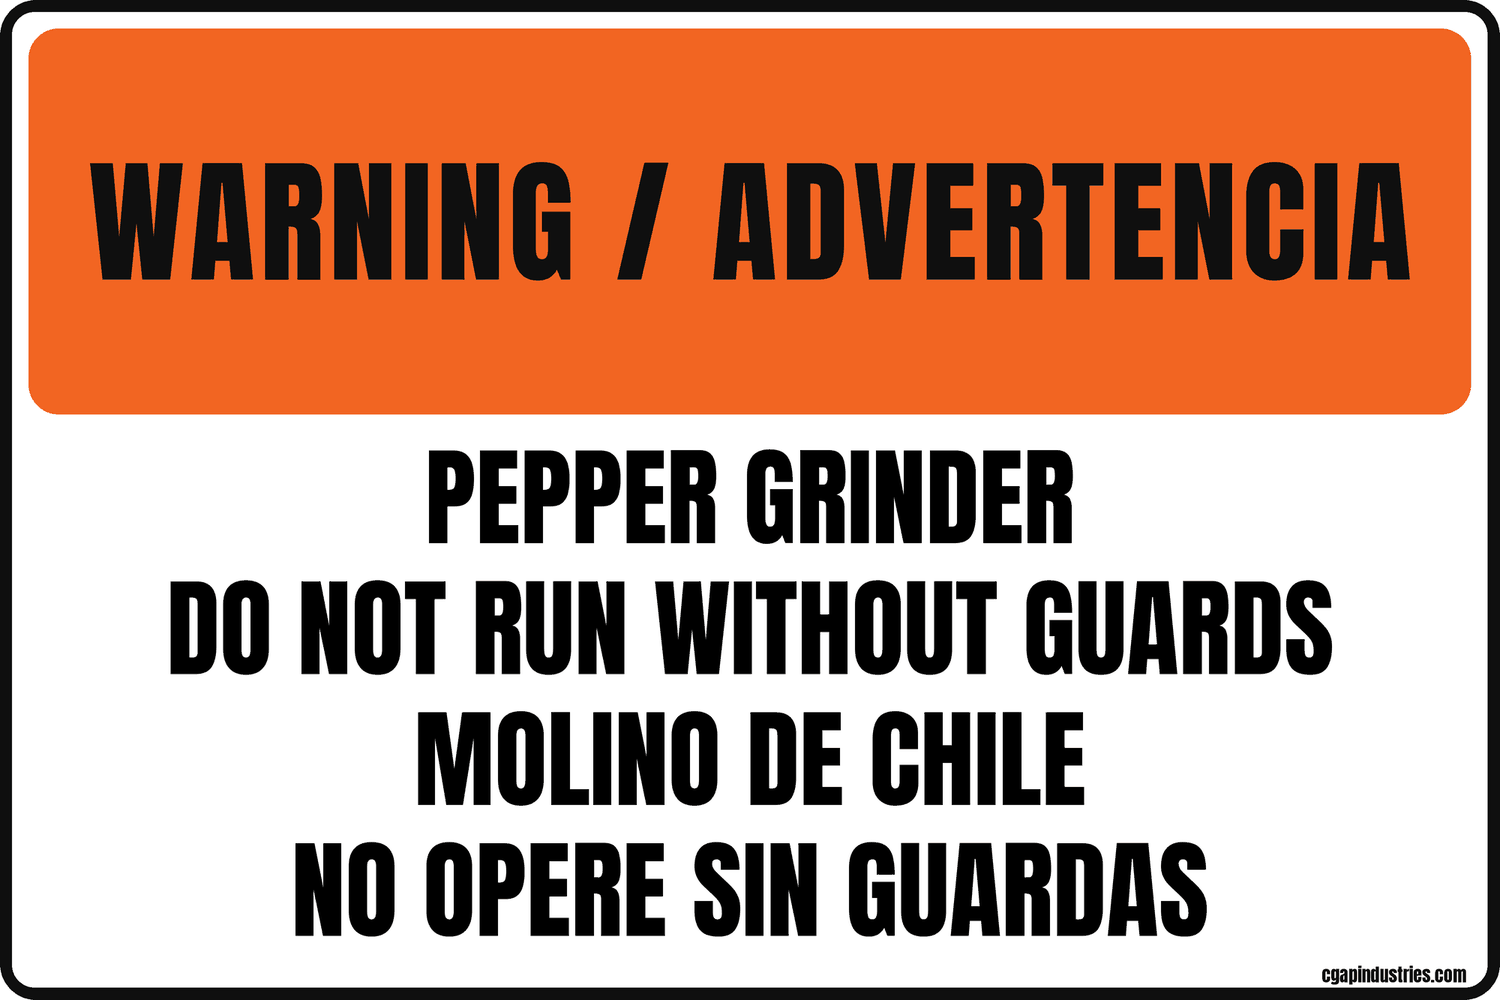 WARNING / ADVERTENCIA
PEPPER GRINDER
DO NOT RUN WITHOUT GUARDS
MOLINO DE CHILE
NO OPERE SIN GUARDAS
cgapindustries.com